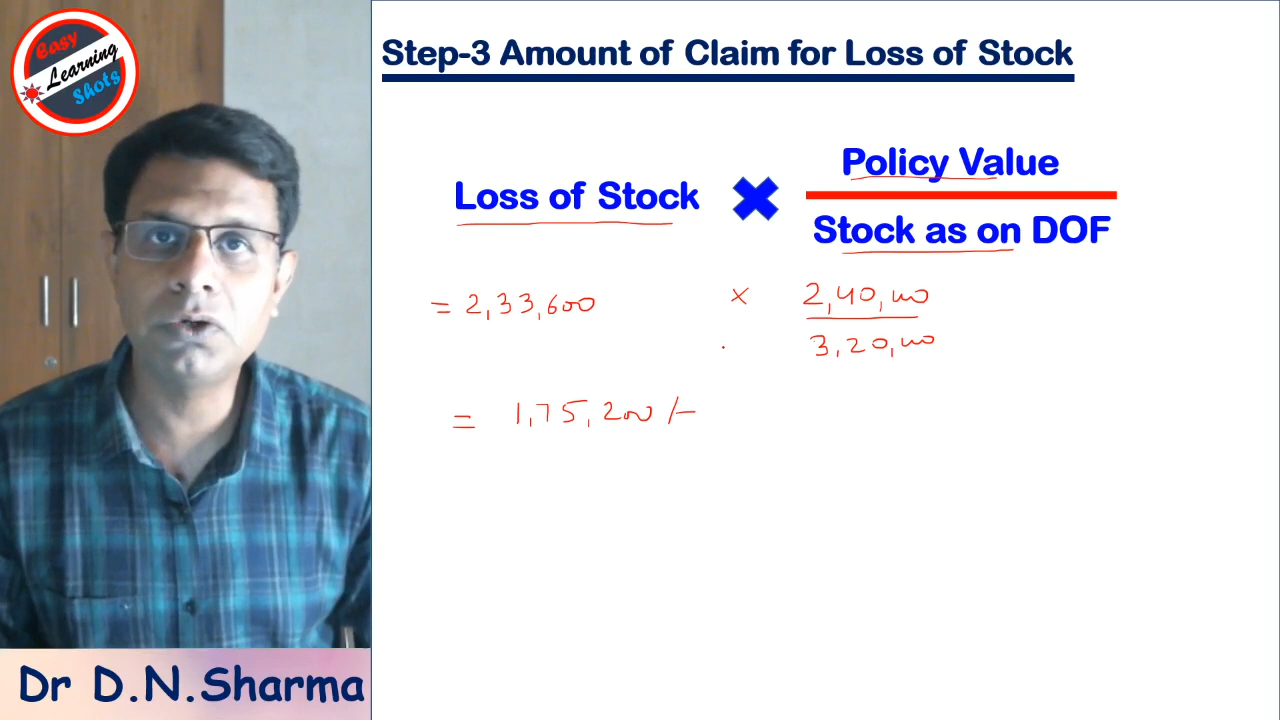 Easy
Learning
Shots
Step-3 Amount of Claim for Loss of Stock
Loss of Stock ✖ Policy Value
Stock as on DOF
= 2,33,600 × 2,40,000
3,20,000
= 1,75,200 /-
Dr D.N.Sharma